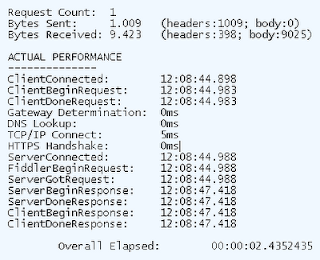 Request Count: 1
Bytes Sent: 1.009 (headers:1009; body:0)
Bytes Received: 9.423 (headers:398; body:9025)
ACTUAL PERFORMANCE
--------------
ClientConnected: 12:08:44.898
ClientBeginRequest: 12:08:44.983
ClientDoneRequest: 12:08:44.983
Gateway Determination: 0ms
DNS Lookup: 0ms
TCP/IP Connect: 5ms
HTTPS Handshake: 0ms
ServerConnected: 12:08:44.988
FiddlerBeginRequest: 12:08:44.988
ServerGotRequest: 12:08:44.988
ServerBeginResponse: 12:08:47.418
ServerDoneResponse: 12:08:47.418
ClientBeginResponse: 12:08:47.418
ClientDoneResponse: 12:08:47.418
Overall Elapsed: 00:00:02.4352435